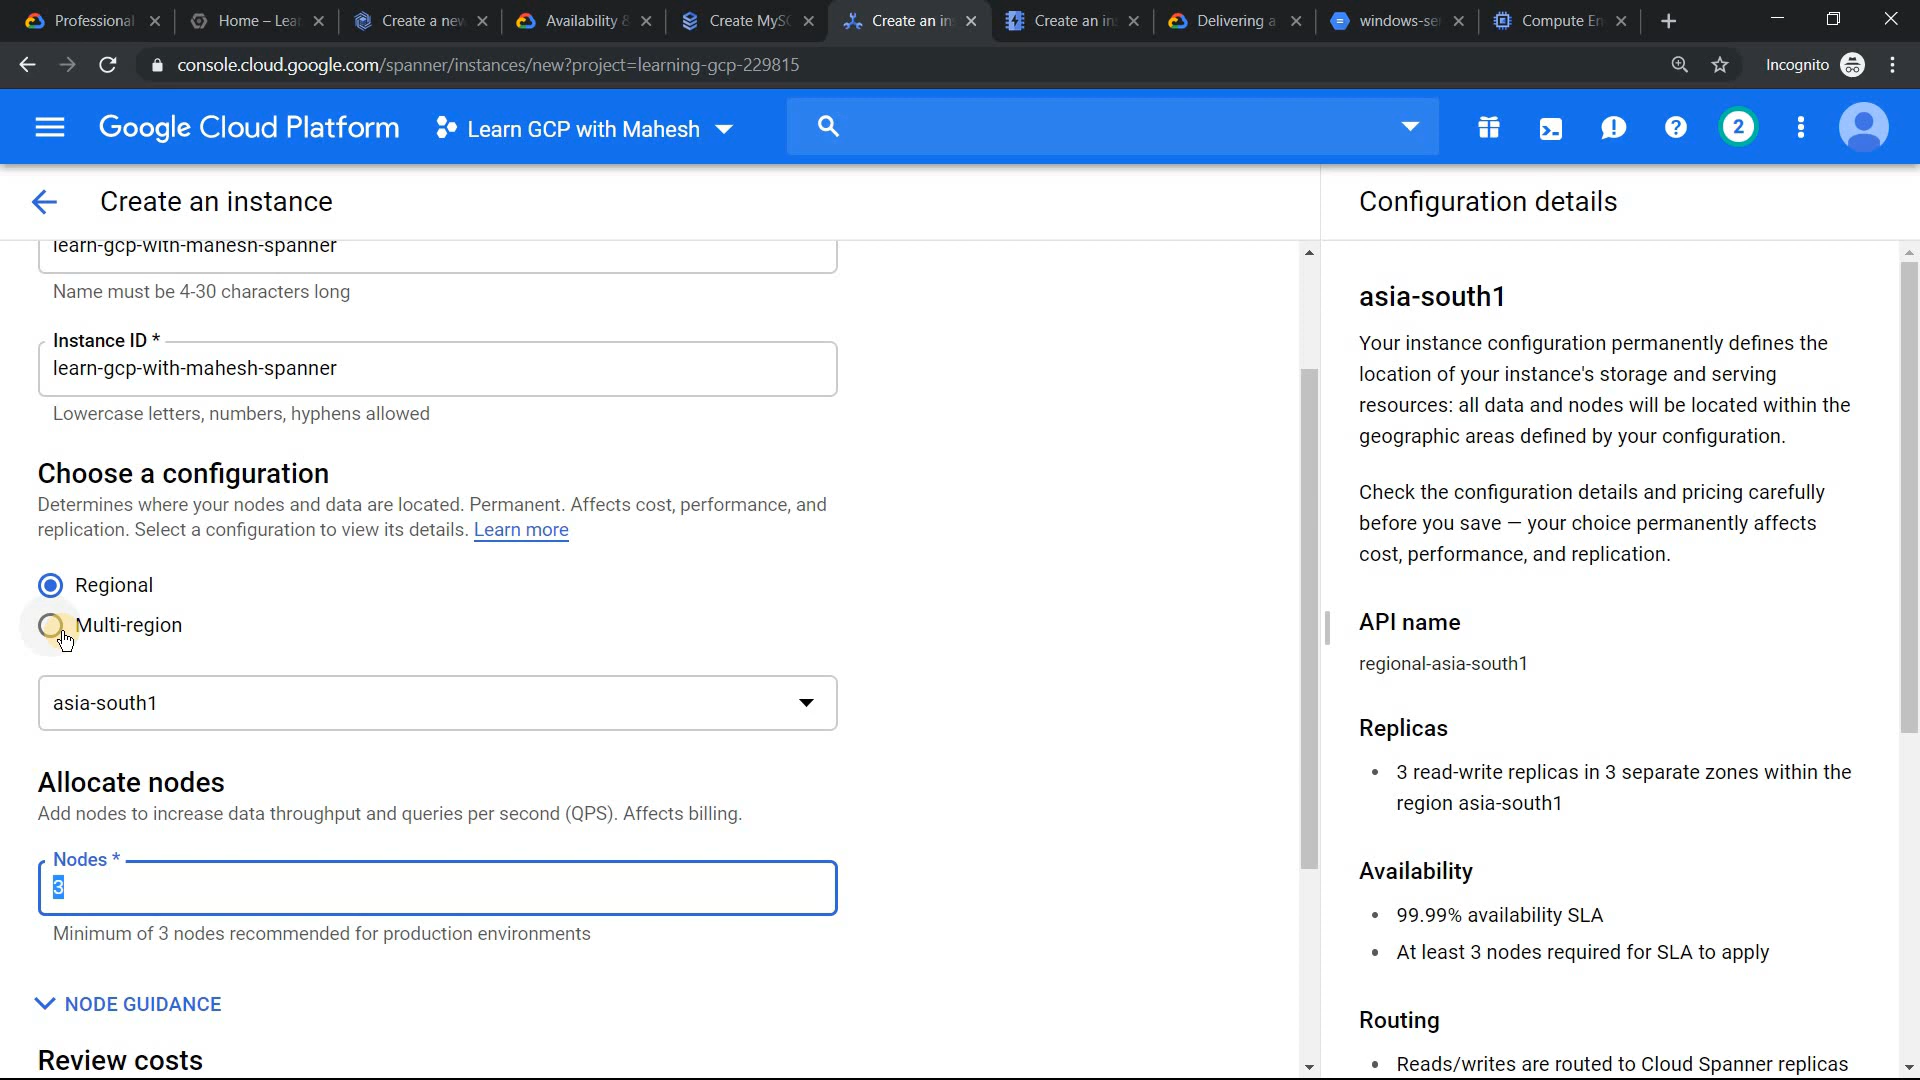 Professional
Home – Lea
Create a new
Availability &
Create MySQ
Create an in
Create an in
Delivering a
windows-se
Compute En
console.cloud.google.com/spanner/instances/new?project=learning-gcp-229815
Incognito
Google Cloud Platform
Learn GCP with Mahesh
2
Create an instance
learn-gcp-with-mahesh-spanner
Name must be 4-30 characters long
Instance ID *
learn-gcp-with-mahesh-spanner
Lowercase letters, numbers, hyphens allowed
Choose a configuration
Determines where your nodes and data are located. Permanent. Affects cost, performance, and
replication. Select a configuration to view its details. Learn more
Regional
Multi-region
asia-south1
Allocate nodes
Add nodes to increase data throughput and queries per second (QPS). Affects billing.
Nodes *
3
Minimum of 3 nodes recommended for production environments
NODE GUIDANCE
Review costs
Configuration details
asia-south1
Your instance configuration permanently defines the
location of your instance's storage and serving
resources: all data and nodes will be located within the
geographic areas defined by your configuration.
Check the configuration details and pricing carefully
before you save — your choice permanently affects
cost, performance, and replication.
API name
regional-asia-south1
Replicas
• 3 read-write replicas in 3 separate zones within the
region asia-south1
Availability
• 99.99% availability SLA
• At least 3 nodes required for SLA to apply
Routing
• Reads/writes are routed to Cloud Spanner replicas